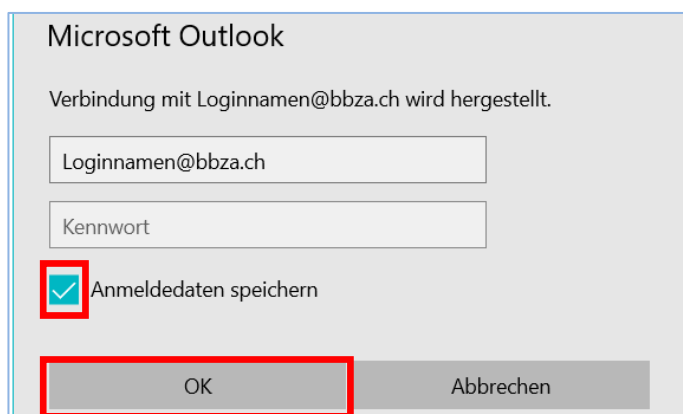 Microsoft Outlook
Verbindung mit Loginnamen@bbza.ch wird hergestellt.
Loginnamen@bbza.ch
Kennwort
Anmeldedaten speichern
OK Abbrechen